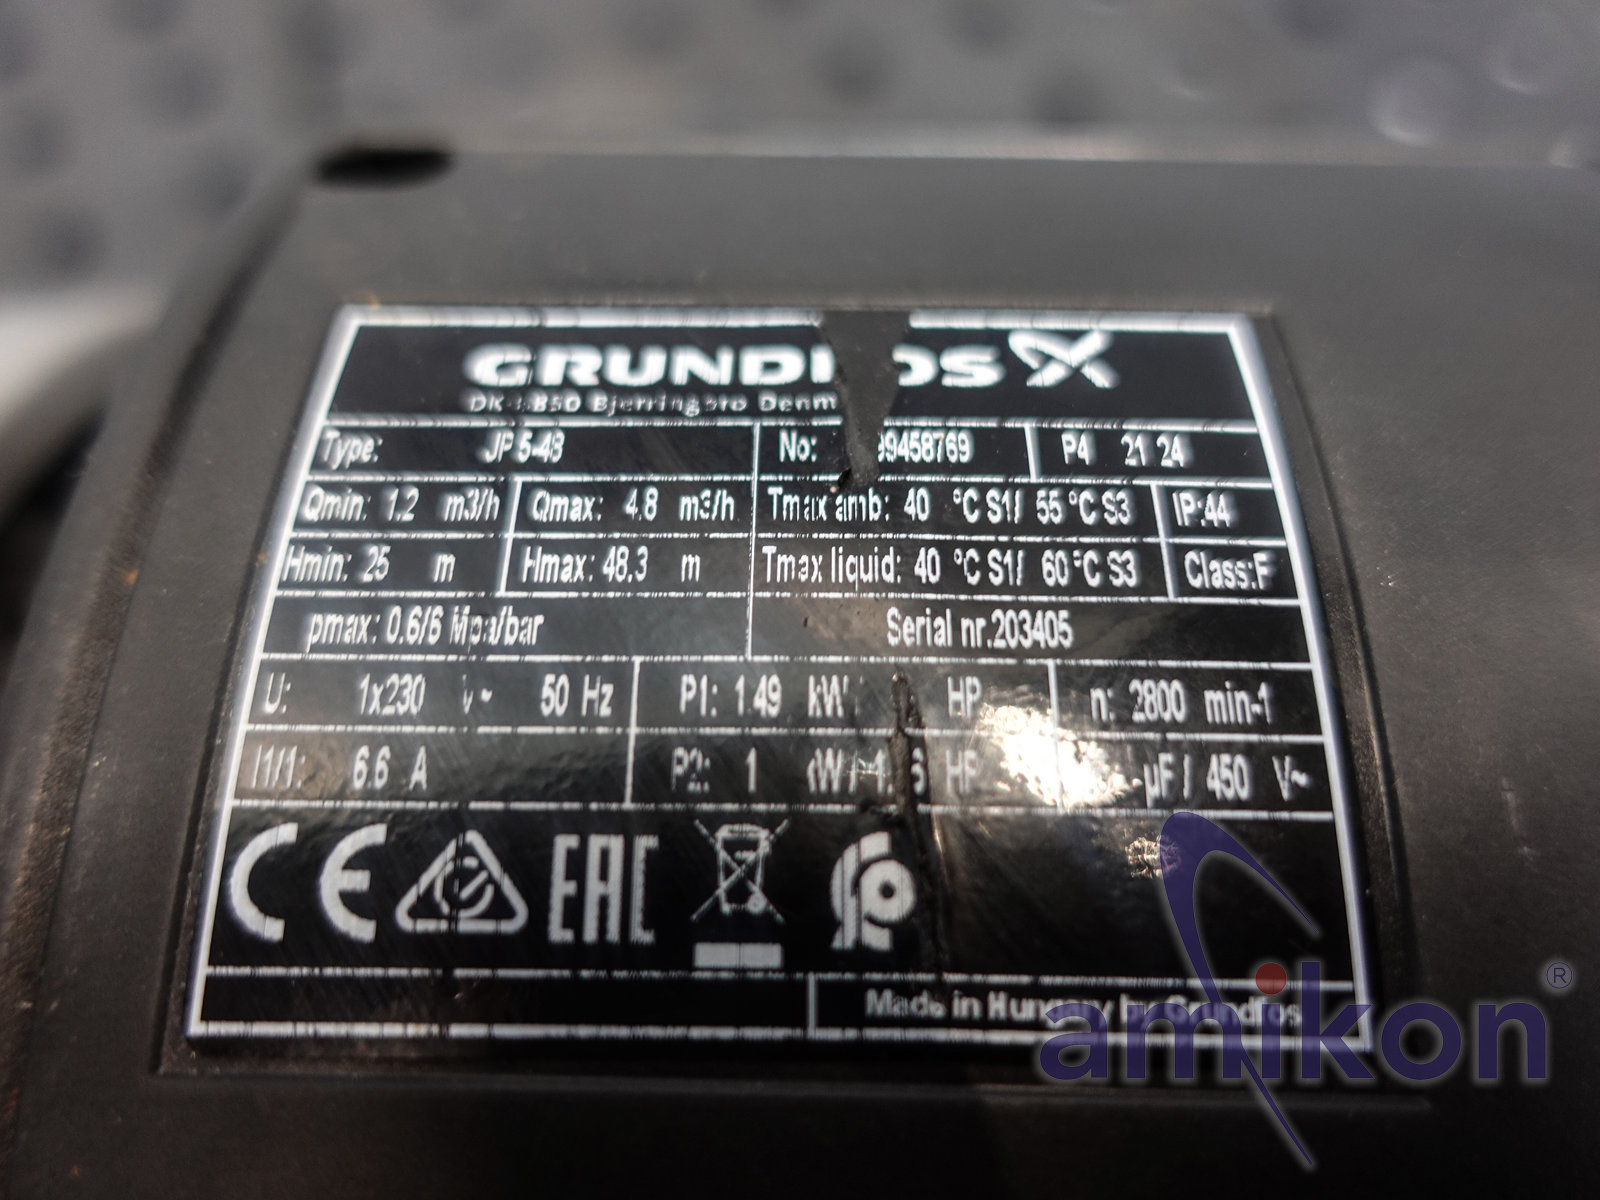 GRUNDFOS
Type: JP 5-48 No: 99458769 P4 21 24
Qmin: 1.2 m3/h Qmax: 4.8 m3/h Tmax amb: 40 °C S1/ 55 °C S3 IP:44
Hmin: 25 m Hmax: 48.3 m Tmax liquid: 40 °C S1/ 60 °C S3 Class:F
pmax: 0.6/6 Mpa/bar Serial nr.203405
U: 1x230 V~ 50 Hz P1: 1.49 kW HP n: 2800 min-1
I1/1: 6.6 A P2: 1 kW/ HP µF / 450 V~
CE EAC
Made in Hungary by Grundfos
amikon®